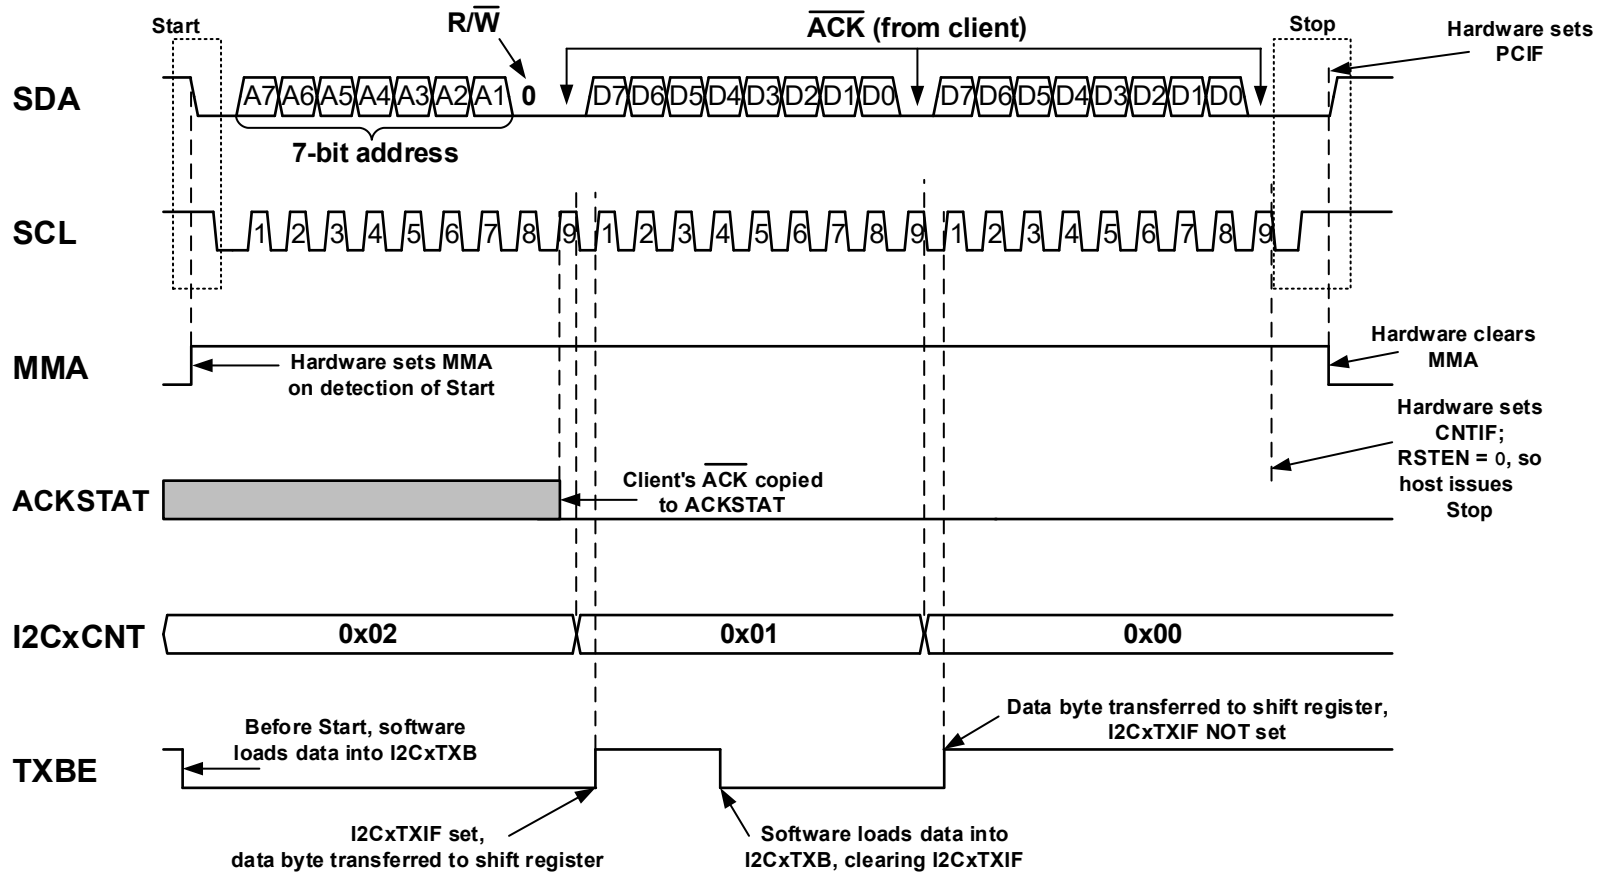 Start
R/W
ACK (from client)
Stop
Hardware sets
PCIF
SDA
A7 A6 A5 A4 A3 A2 A1 0
D7 D6 D5 D4 D3 D2 D1 D0
D7 D6 D5 D4 D3 D2 D1 D0
7-bit address
SCL
1 2 3 4 5 6 7 8 9
1 2 3 4 5 6 7 8 9
1 2 3 4 5 6 7 8 9
MMA
Hardware sets MMA
on detection of Start
Hardware clears
MMA
Hardware sets
CNTIF;
RSTEN = 0, so
host issues
Stop
ACKSTAT
Client's ACK copied
to ACKSTAT
I2CxCNT
0x02
0x01
0x00
TXBE
Before Start, software
loads data into I2CxTXB
Data byte transferred to shift register,
I2CxTXIF NOT set
I2CxTXIF set,
data byte transferred to shift register
Software loads data into
I2CxTXB, clearing I2CxTXIF